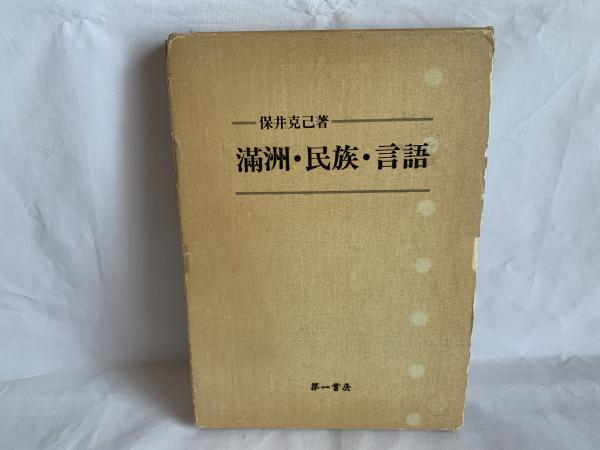 保井克己著
滿洲・民族・言語
第一書房